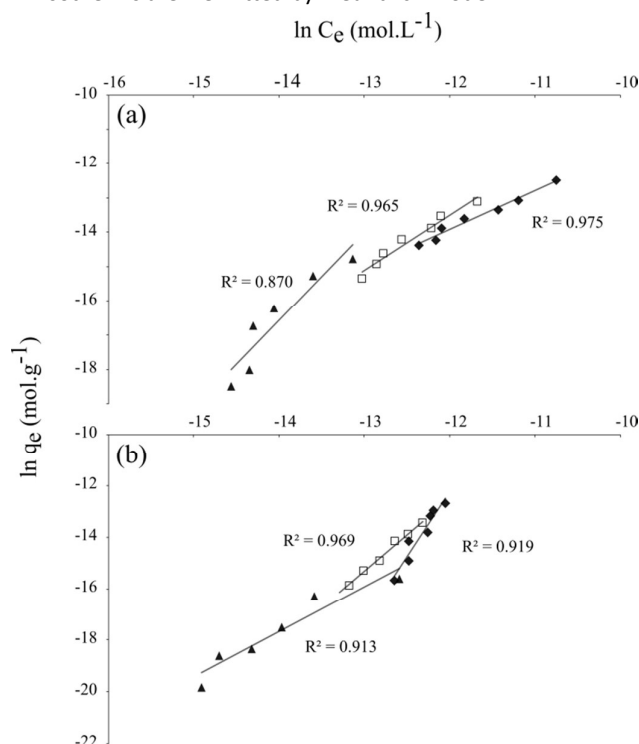 ln Ce (mol.L-1)
-16 -15 -14 -13 -12 -11 -10
-10
(a)
-12
R² = 0.965
-14
R² = 0.975
R² = 0.870
-16
-18
ln qe (mol.g-1)
-15 -14 -13 -12 -11 -10
-10
(b)
-12
-14
R² = 0.969
R² = 0.919
-16
-18
R² = 0.913
-20
-22